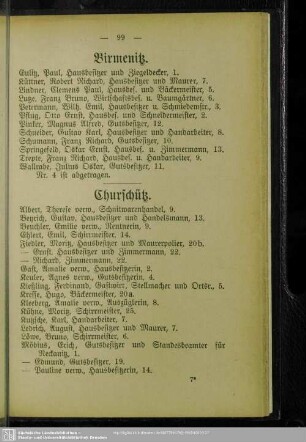 — 99 —
Birmenitz.
Eulitz, Paul, Hausbesitzer und Ziegeldecker, 1.
Küttner, Robert Richard, Hausbesitzer und Maurer, 7.
Lindner, Clemens Paul, Hausbes. und Bäckermeister, 5.
Lutze, Franz Bruno, Wirtschaftsbes. u. Baumgärtner, 6.
Petermann, Wilh. Emil, Hausbesitzer u. Schmiedemstr., 3.
Pflug, Otto Ernst, Hausbes. und Schneidermeister, 2.
Pinker, Magnus Alfred, Gutsbesitzer, 12.
Schneider, Gustav Karl, Hausbesitzer und Handarbeiter, 8.
Schumann, Franz Richard, Gutsbesitzer, 10.
Springsfeld, Oskar Ernst, Hausbes. u. Zimmermann, 13.
Trepte, Franz Richard, Hausbes. u. Handarbeiter, 9.
Wallrabe, Julius Oskar, Gutsbesitzer, 11.
Nr. 4 ist abgetragen.
Churschütz.
Albert, Therese verw., Schnittwarenhandel, 9.
Beyrich, Gustav, Hausbesitzer und Handelsmann, 13.
Beuchler, Emilie verw., Rentnerin, 9.
Ehlert, Emil, Schirrmeister, 14.
Fiedler, Moritz, Hausbesitzer und Maurerpolier, 20b.
— Ernst, Hausbesitzer und Zimmermann, 22.
— Richard, Zimmermann, 22.
Gast, Amalie verw., Hausbesitzerin, 2.
Keuler, Agnes verw., Gutsbesitzerin, 4.
Kießling, Ferdinand, Gastwirt, Stellmacher und Ortsr., 5.
Kresse, Hugo, Bäckermeister, 20a.
Kierberg, Amalie verw., Auszüglerin, 8.
Kühne, Moritz, Schirrmeister, 25.
Kutzsche, Karl, Handarbeiter, 7.
Lodrich, August, Hausbesitzer und Maurer, 7.
Löwe, Bruno, Schirrmeister, 6.
Möbius, Erich, Gutsbesitzer und Standesbeamter für
Neckanitz, 1.
— Edmund, Gutsbesitzer, 19.
— Pauline verw., Hausbesitzerin, 14.
7*